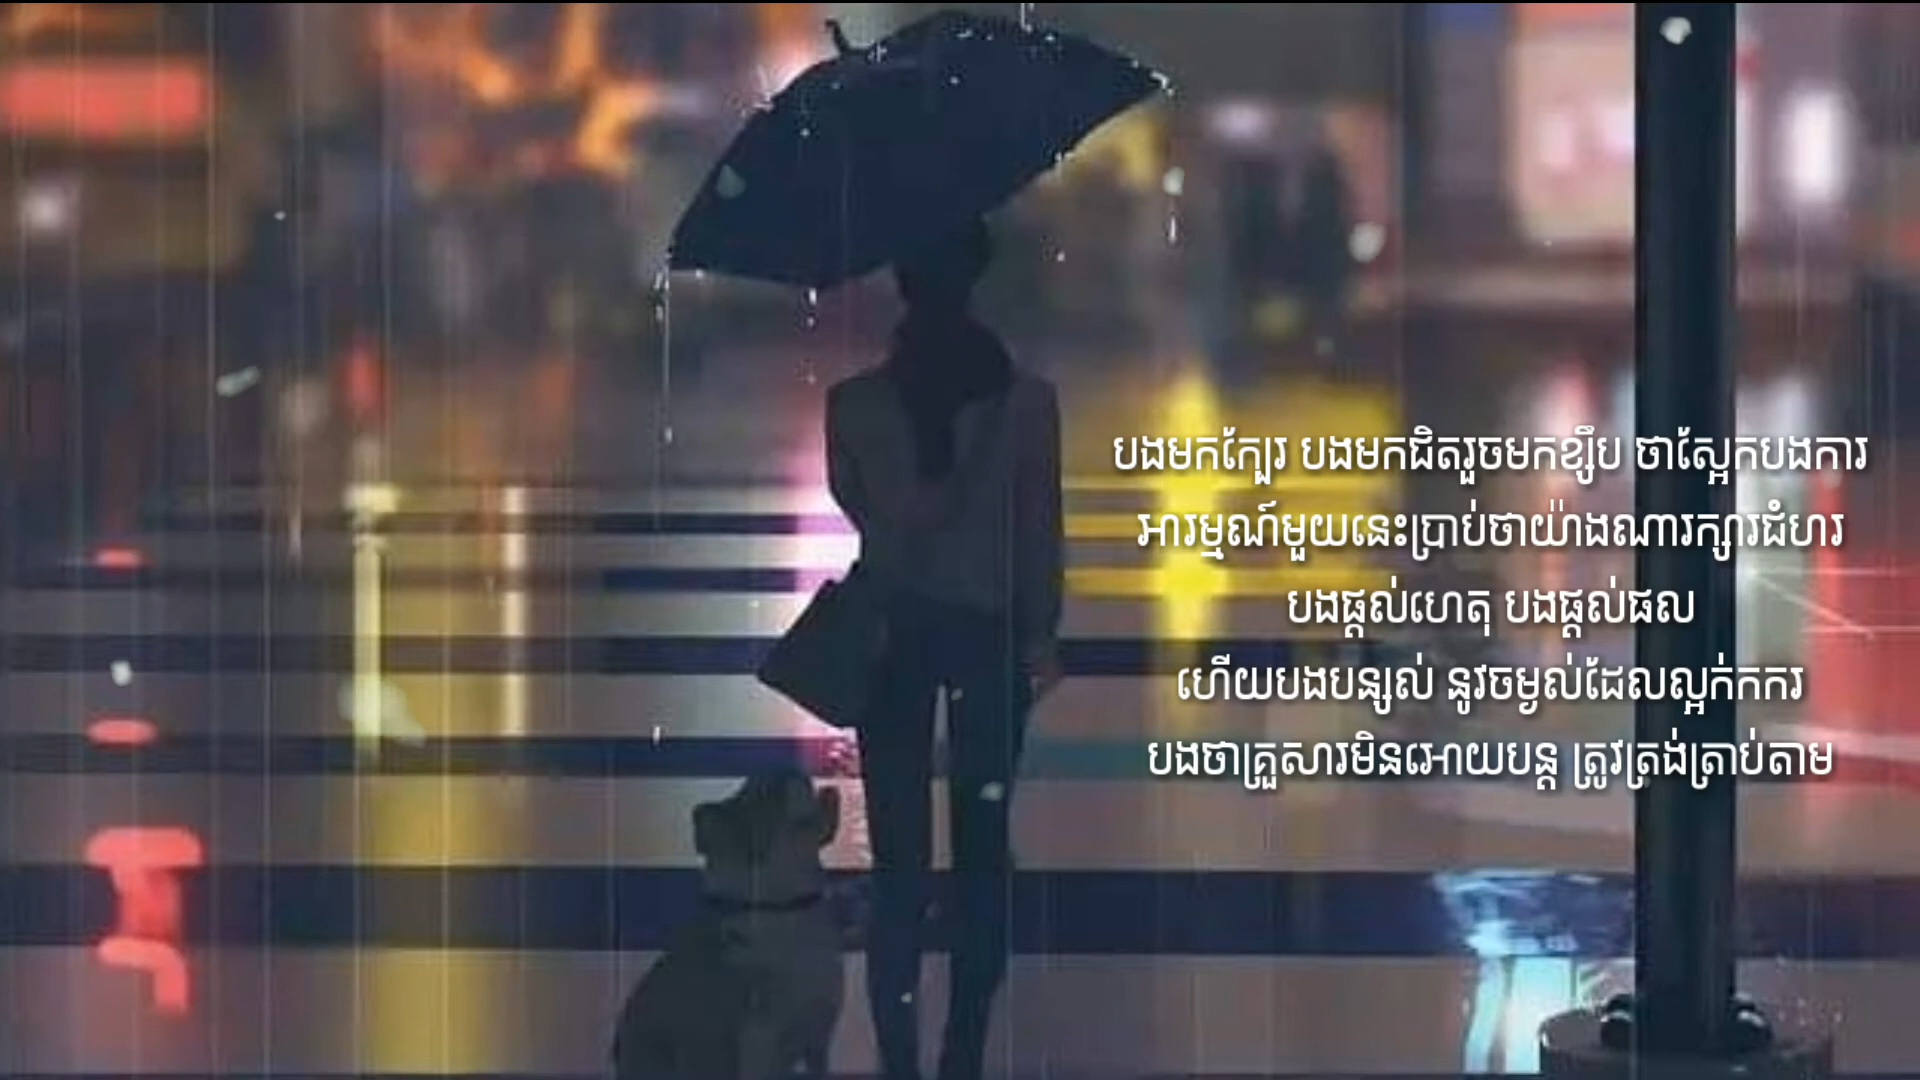 បងមកក្បែរ បងមកជិតរួចមកខ្សឹប ថាស្អែកបងការ
អារម្មណ៍មួយនេះប្រាប់ថាយ៉ាងណារក្សារជំហរ
បងផ្ដល់ហេតុ បងផ្ដល់ផល
ហើយបងបន្សល់ នូវចម្ងល់ដែលល្អក់កករ
បងថាគ្រួសារមិនអោយបន្ត ត្រូវត្រង់ត្រាប់តាម